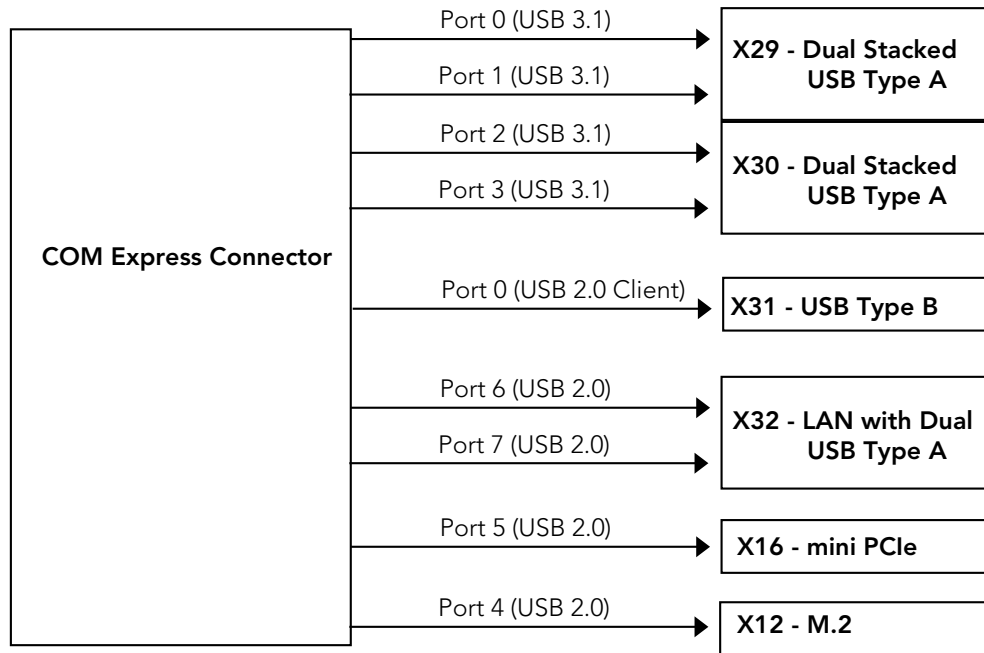 Port 0 (USB 3.1)
X29 - Dual Stacked
USB Type A
Port 1 (USB 3.1)
Port 2 (USB 3.1)
X30 - Dual Stacked
USB Type A
Port 3 (USB 3.1)
COM Express Connector
Port 0 (USB 2.0 Client)
X31 - USB Type B
Port 6 (USB 2.0)
X32 - LAN with Dual
USB Type A
Port 7 (USB 2.0)
Port 5 (USB 2.0)
X16 - mini PCIe
Port 4 (USB 2.0)
X12 - M.2